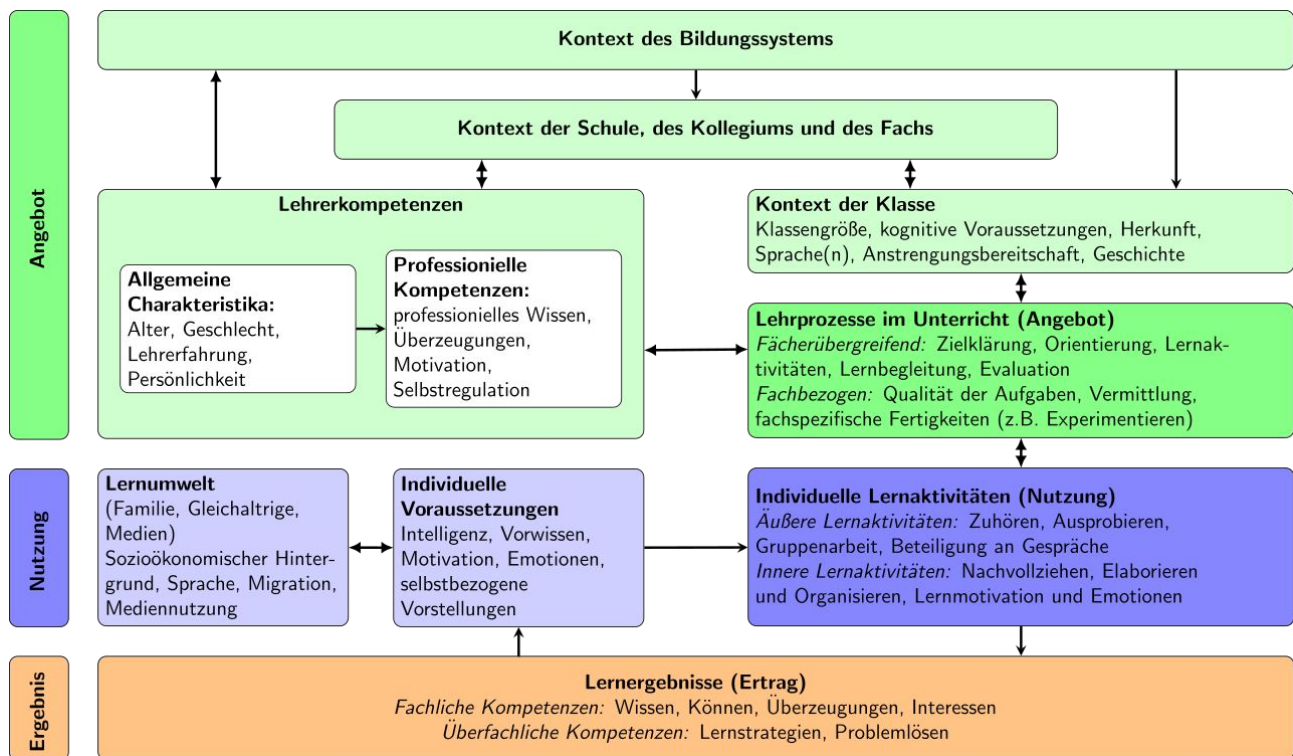 Angebot
Kontext des Bildungssystems
Kontext der Schule, des Kollegiums und des Fachs
Lehrerkompetenzen
Allgemeine
Charakteristika:
Alter, Geschlecht,
Lehrerfahrung,
Persönlichkeit
Professionielle
Kompetenzen:
professionelles Wissen,
Überzeugungen,
Motivation,
Selbstregulation
Kontext der Klasse
Klassengröße, kognitive Voraussetzungen, Herkunft,
Sprache(n), Anstrengungsbereitschaft, Geschichte
Lehrprozesse im Unterricht (Angebot)
Fächerübergreifend: Zielklärung, Orientierung, Lernak-
tivitäten, Lernbegleitung, Evaluation
Fachbezogen: Qualität der Aufgaben, Vermittlung,
fachspezifische Fertigkeiten (z.B. Experimentieren)
Nutzung
Lernumwelt
(Familie, Gleichaltrige,
Medien)
Sozioökonomischer Hinter-
grund, Sprache, Migration,
Mediennutzung
Individuelle
Voraussetzungen
Intelligenz, Vorwissen,
Motivation, Emotionen,
selbstbezogene
Vorstellungen
Individuelle Lernaktivitäten (Nutzung)
Äußere Lernaktivitäten: Zuhören, Ausprobieren,
Gruppenarbeit, Beteiligung an Gespräche
Innere Lernaktivitäten: Nachvollziehen, Elaborieren
und Organisieren, Lernmotivation und Emotionen
Ergebnis
Lernergebnisse (Ertrag)
Fachliche Kompetenzen: Wissen, Können, Überzeugungen, Interessen
Überfachliche Kompetenzen: Lernstrategien, Problemlösen